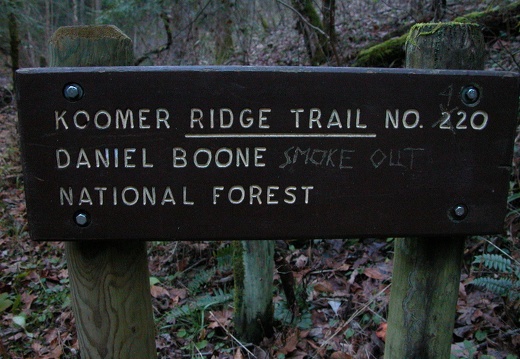 KOOMER RIDGE TRAIL NO. 220
DANIEL BOONE SMOKE OUT
NATIONAL FOREST